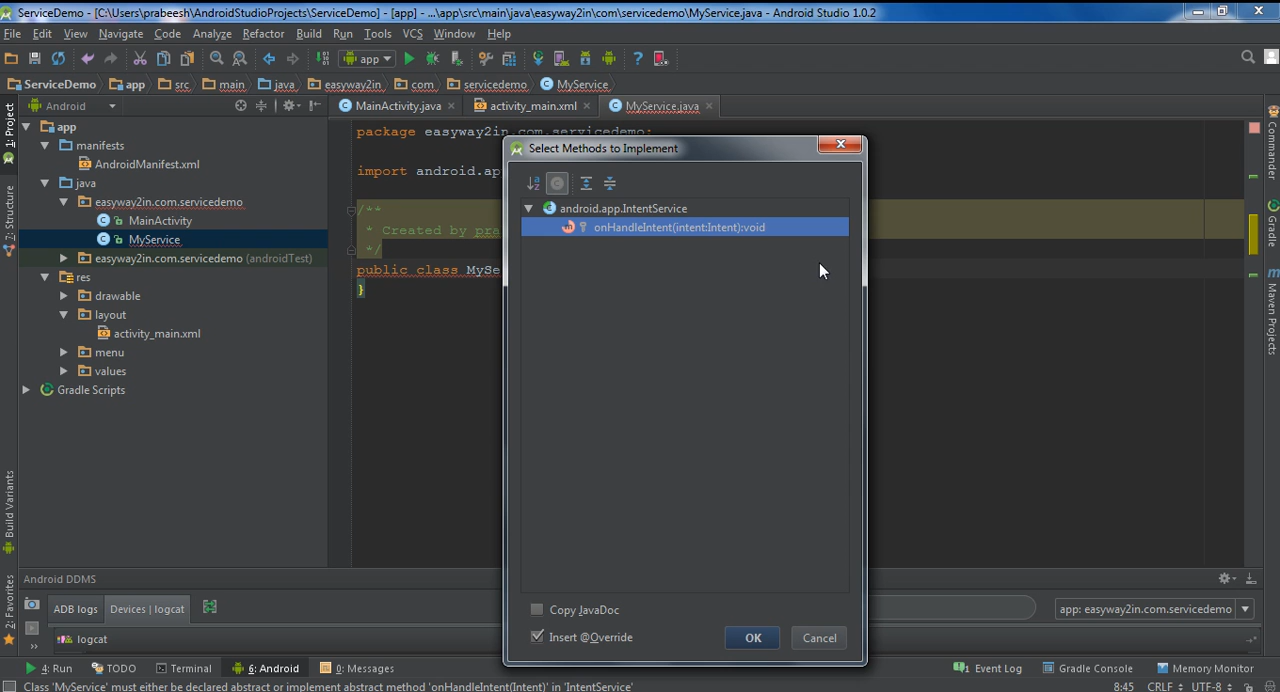 ServiceDemo - [C:\Users\prabeesh\AndroidStudioProjects\ServiceDemo] - [app] - ...\app\src\main\java\easyway2in\com\servicedemo\MyService.java - Android Studio 1.0.2
File Edit View Navigate Code Analyze Refactor Build Run Tools VCS Window Help
app
ServiceDemo app src main java easyway2in com servicedemo MyService
Android
MainActivity.java activity_main.xml MyService.java
1: Project
7: Structure
Build Variants
2: Favorites
app
manifests
AndroidManifest.xml
java
easyway2in.com.servicedemo
MainActivity
MyService
easyway2in.com.servicedemo (androidTest)
res
drawable
layout
activity_main.xml
menu
values
Gradle Scripts
package easyway2in.com.servicedemo;
import android.ap
/**
* Created by pra
*/
public class MySe
}
Select Methods to Implement
android.app.IntentService
onHandleIntent(intent:Intent):void
Copy JavaDoc
Insert @Override
OK Cancel
Commander
Gradle
Maven Projects
Android DDMS
ADB logs Devices | logcat
app: easyway2in.com.servicedemo
logcat
4: Run TODO Terminal 6: Android 0: Messages
1 Event Log Gradle Console Memory Monitor
Class 'MyService' must either be declared abstract or implement abstract method 'onHandleIntent(Intent)' in 'IntentService'
8:45 CRLF UTF-8